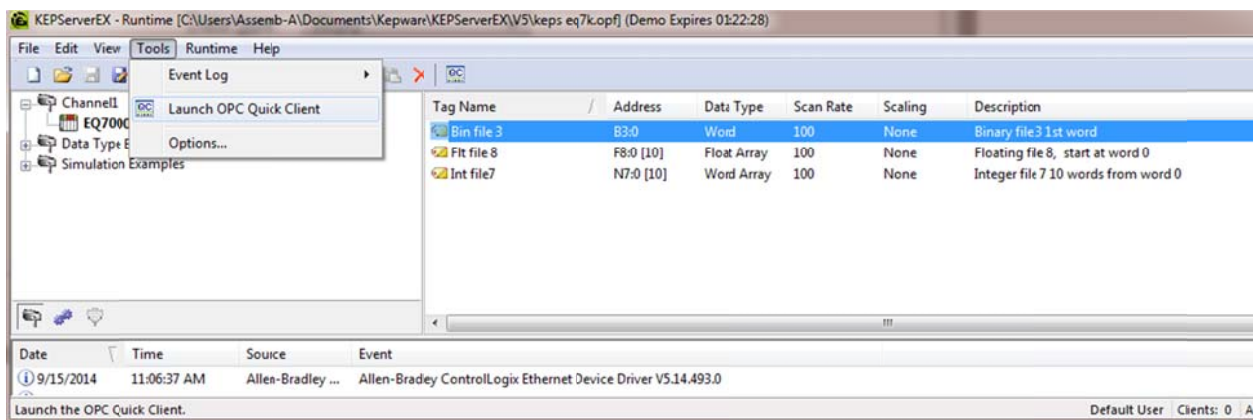 KEPServerEX - Runtime [C:\Users\Assemb-A\Documents\Kepware\KEPServerEX\V5\keps eq7k.opf] (Demo Expires 01:22:28)
File Edit View Tools Runtime Help
Event Log
Launch OPC Quick Client
Options...
Channel1
EQ700
Data Type E
Simulation Examples
Tag Name Address Data Type Scan Rate Scaling Description
Bin file 3 B3:0 Word 100 None Binary file3 1st word
Flt file 8 F8:0 [10] Float Array 100 None Floating file 8, start at word 0
Int file7 N7:0 [10] Word Array 100 None Integer file 7 10 words from word 0
Date Time Source Event
9/15/2014 11:06:37 AM Allen-Bradley ... Allen-Bradey ControlLogix Ethernet Device Driver V5.14.493.0
Launch the OPC Quick Client.
Default User Clients: 0 A